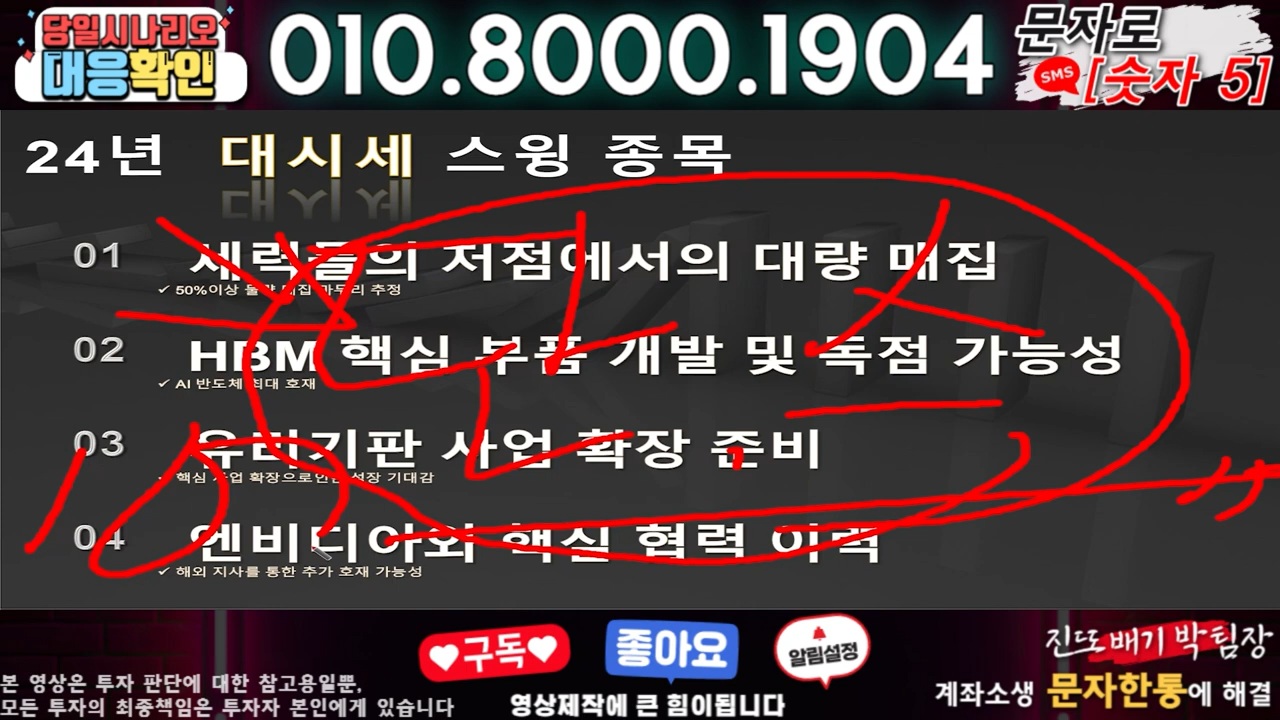 당일시나리오
대응확인
010.8000.1904
문자로
SMS [숫자 5]
24년 대시세 스윙 종목
01 세력들의 저점에서의 대량 매집
✓ 50%이상 물량 매집 마무리 추정
02 HBM 핵심 부품 개발 및 독점 가능성
✓ AI 반도체 최대 호재
03 유리기판 사업 확장 준비
✓ 핵심 사업 확장으로인한 성장 기대감
04 엔비디아와 핵심 협력 이력
✓ 해외 지사를 통한 추가 호재 가능성
구독
좋아요
알림설정
영상제작에 큰 힘이됩니다
본 영상은 투자 판단에 대한 참고용일뿐,
모든 투자의 최종책임은 투자자 본인에게 있습니다
진또배기 박팀장
계좌소생 문자한통에 해결